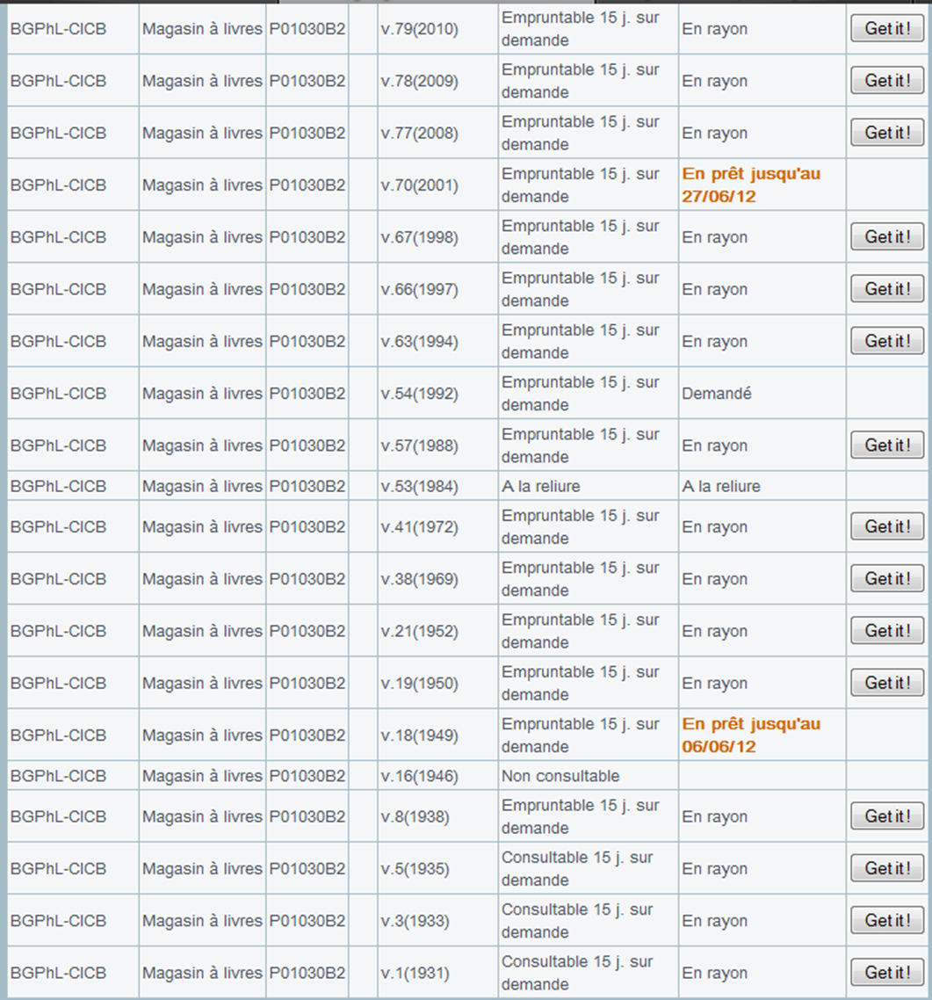 BGPhL-CICB Magasin à livres P01030B2 v.79(2010) Empruntable 15 j. sur demande En rayon Get it!
BGPhL-CICB Magasin à livres P01030B2 v.78(2009) Empruntable 15 j. sur demande En rayon Get it!
BGPhL-CICB Magasin à livres P01030B2 v.77(2008) Empruntable 15 j. sur demande En rayon Get it!
BGPhL-CICB Magasin à livres P01030B2 v.70(2001) Empruntable 15 j. sur demande En prêt jusqu'au 27/06/12
BGPhL-CICB Magasin à livres P01030B2 v.67(1998) Empruntable 15 j. sur demande En rayon Get it!
BGPhL-CICB Magasin à livres P01030B2 v.66(1997) Empruntable 15 j. sur demande En rayon Get it!
BGPhL-CICB Magasin à livres P01030B2 v.63(1994) Empruntable 15 j. sur demande En rayon Get it!
BGPhL-CICB Magasin à livres P01030B2 v.54(1992) Empruntable 15 j. sur demande Demandé
BGPhL-CICB Magasin à livres P01030B2 v.57(1988) Empruntable 15 j. sur demande En rayon Get it!
BGPhL-CICB Magasin à livres P01030B2 v.53(1984) A la reliure A la reliure
BGPhL-CICB Magasin à livres P01030B2 v.41(1972) Empruntable 15 j. sur demande En rayon Get it!
BGPhL-CICB Magasin à livres P01030B2 v.38(1969) Empruntable 15 j. sur demande En rayon Get it!
BGPhL-CICB Magasin à livres P01030B2 v.21(1952) Empruntable 15 j. sur demande En rayon Get it!
BGPhL-CICB Magasin à livres P01030B2 v.19(1950) Empruntable 15 j. sur demande En rayon Get it!
BGPhL-CICB Magasin à livres P01030B2 v.18(1949) Empruntable 15 j. sur demande En prêt jusqu'au 06/06/12
BGPhL-CICB Magasin à livres P01030B2 v.16(1946) Non consultable
BGPhL-CICB Magasin à livres P01030B2 v.8(1938) Empruntable 15 j. sur demande En rayon Get it!
BGPhL-CICB Magasin à livres P01030B2 v.5(1935) Consultable 15 j. sur demande En rayon Get it!
BGPhL-CICB Magasin à livres P01030B2 v.3(1933) Consultable 15 j. sur demande En rayon Get it!
BGPhL-CICB Magasin à livres P01030B2 v.1(1931) Consultable 15 j. sur demande En rayon Get it!